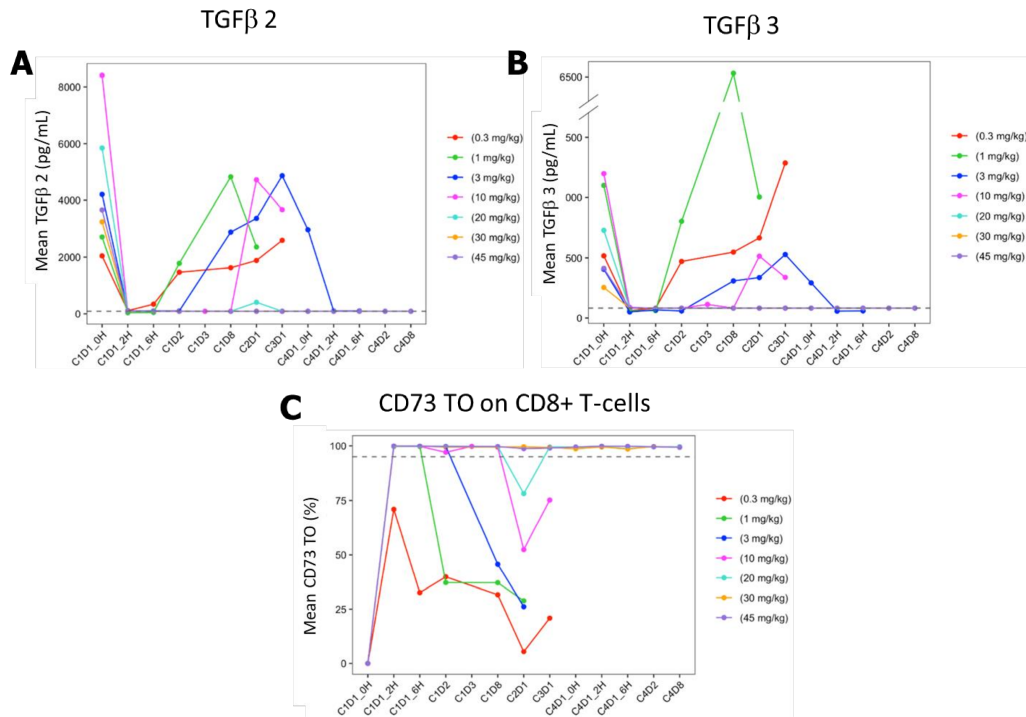 TGFβ 2
TGFβ 3
A
B
Mean TGFβ 2 (pg/mL)
8000
6000
4000
2000
0
C1D1_0H
C1D1_2H
C1D1_6H
C1D2
C1D3
C1D8
C2D1
C3D1
C4D1_0H
C4D1_2H
C4D1_6H
C4D2
C4D8
(0.3 mg/kg)
(1 mg/kg)
(3 mg/kg)
(10 mg/kg)
(20 mg/kg)
(30 mg/kg)
(45 mg/kg)
Mean TGFβ 3 (pg/mL)
6500
500
000
500
0
C1D1_0H
C1D1_2H
C1D1_6H
C1D2
C1D3
C1D8
C2D1
C3D1
C4D1_0H
C4D1_2H
C4D1_6H
C4D2
C4D8
(0.3 mg/kg)
(1 mg/kg)
(3 mg/kg)
(10 mg/kg)
(20 mg/kg)
(30 mg/kg)
(45 mg/kg)
C
CD73 TO on CD8+ T-cells
Mean CD73 TO (%)
100
75
50
25
0
C1D1_0H
C1D1_2H
C1D1_6H
C1D2
C1D3
C1D8
C2D1
C3D1
C4D1_0H
C4D1_2H
C4D1_6H
C4D2
C4D8
(0.3 mg/kg)
(1 mg/kg)
(3 mg/kg)
(10 mg/kg)
(20 mg/kg)
(30 mg/kg)
(45 mg/kg)